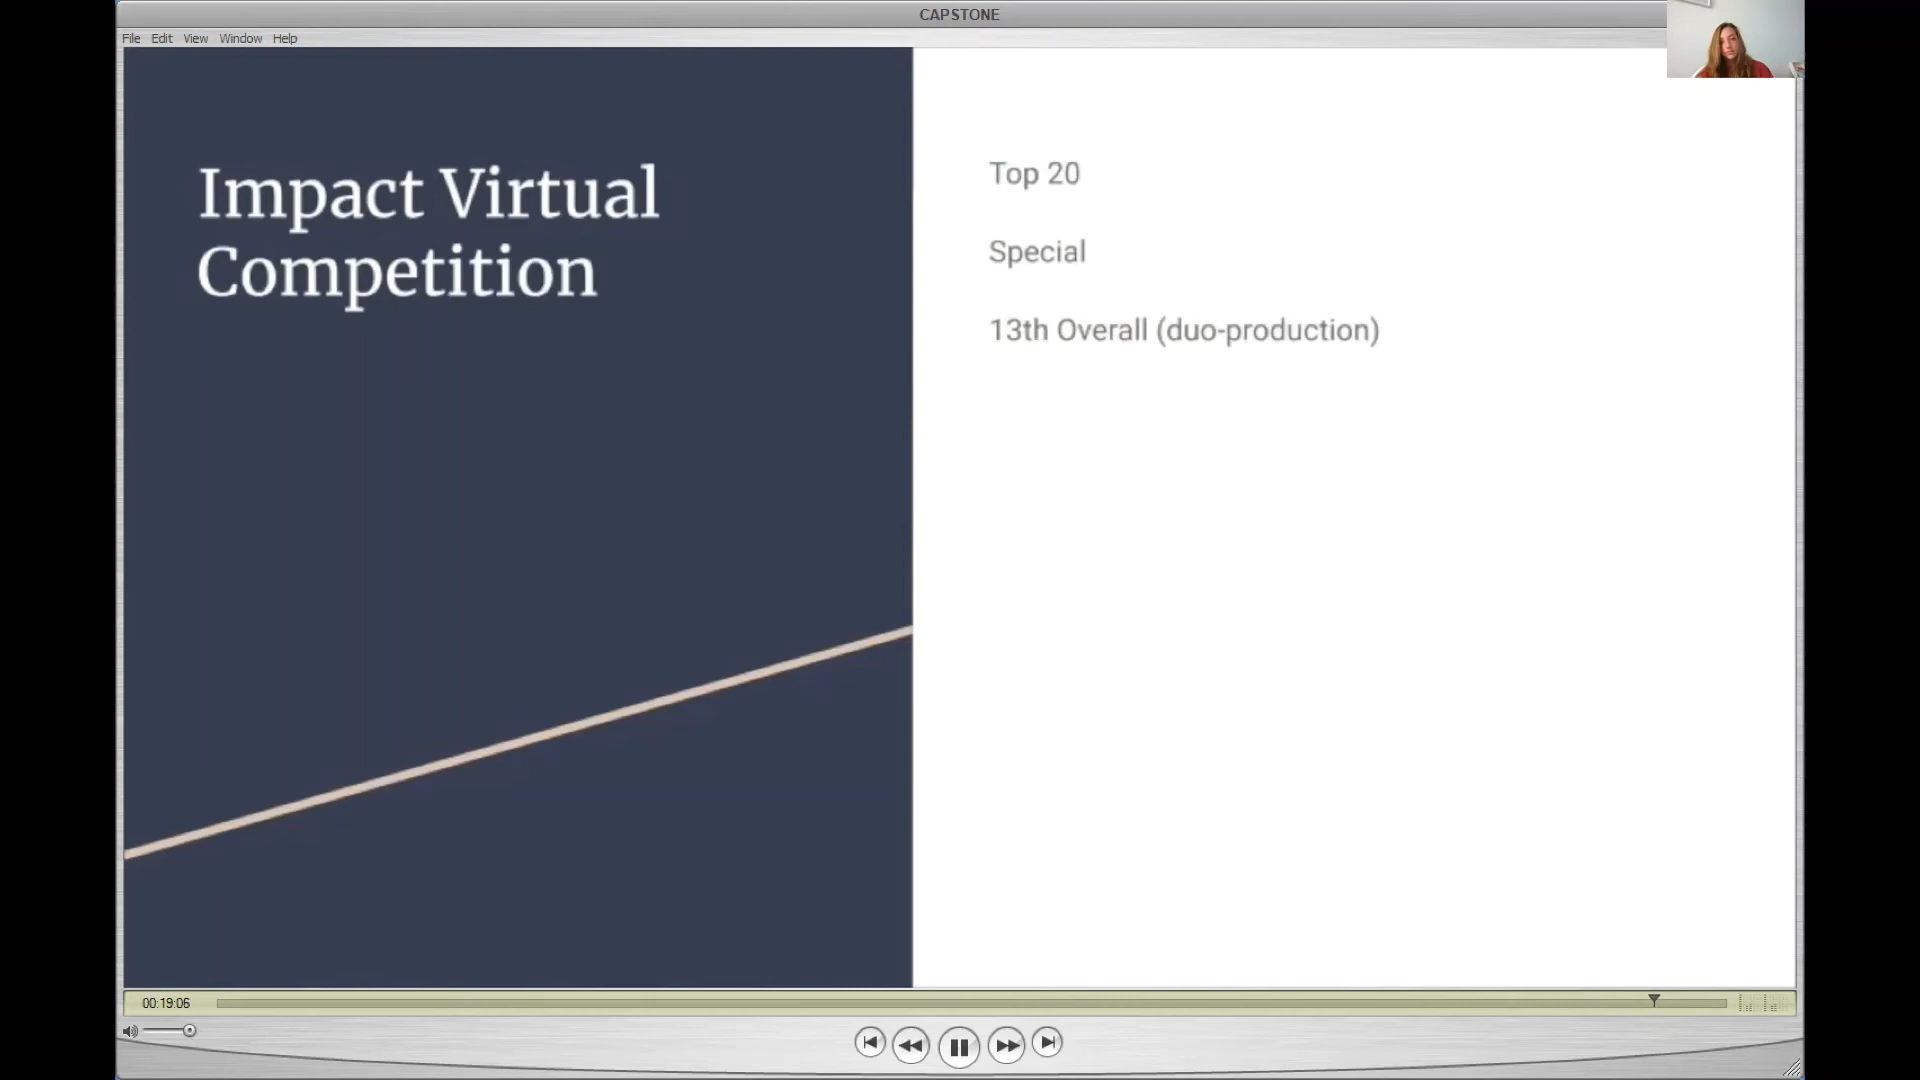 CAPSTONE
File Edit View Window Help
Impact Virtual
Competition
Top 20
Special
13th Overall (duo-production)
00:19:06